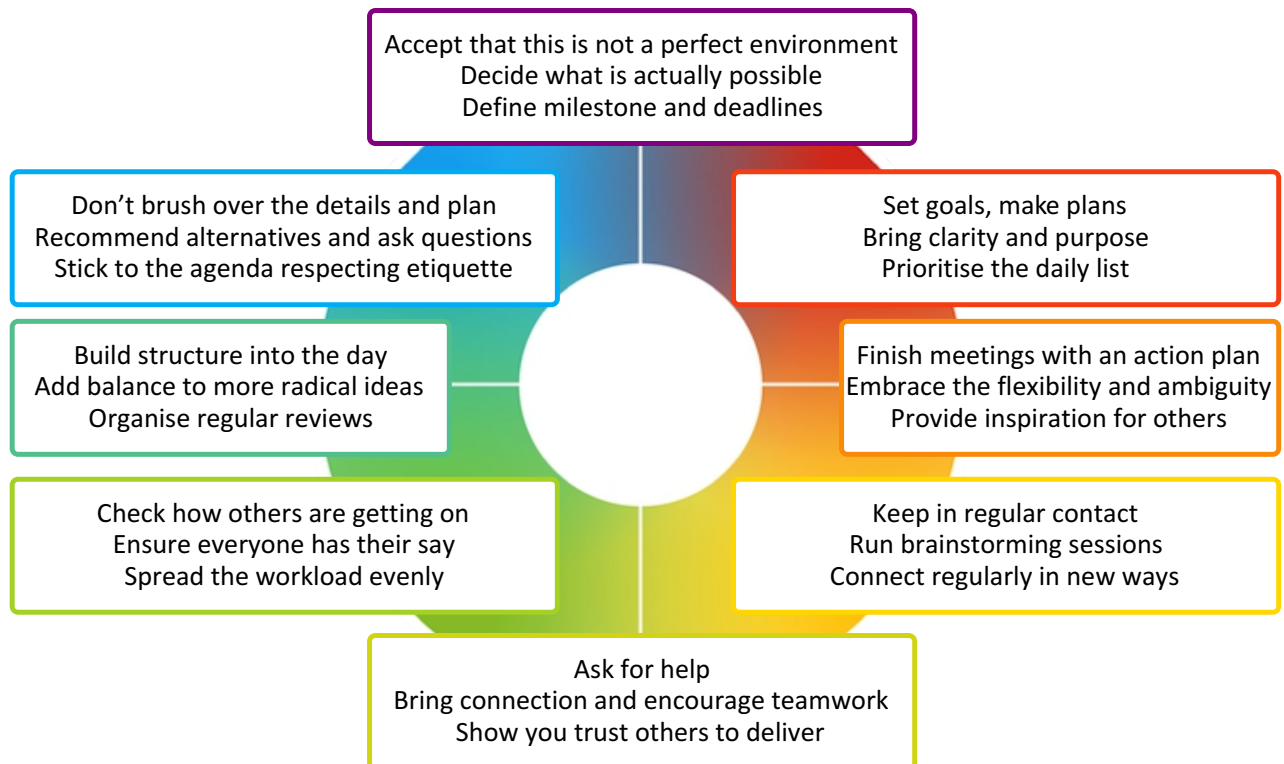 Accept that this is not a perfect environment
Decide what is actually possible
Define milestone and deadlines
Don’t brush over the details and plan
Recommend alternatives and ask questions
Stick to the agenda respecting etiquette
Set goals, make plans
Bring clarity and purpose
Prioritise the daily list
Build structure into the day
Add balance to more radical ideas
Organise regular reviews
Finish meetings with an action plan
Embrace the flexibility and ambiguity
Provide inspiration for others
Check how others are getting on
Ensure everyone has their say
Spread the workload evenly
Keep in regular contact
Run brainstorming sessions
Connect regularly in new ways
Ask for help
Bring connection and encourage teamwork
Show you trust others to deliver